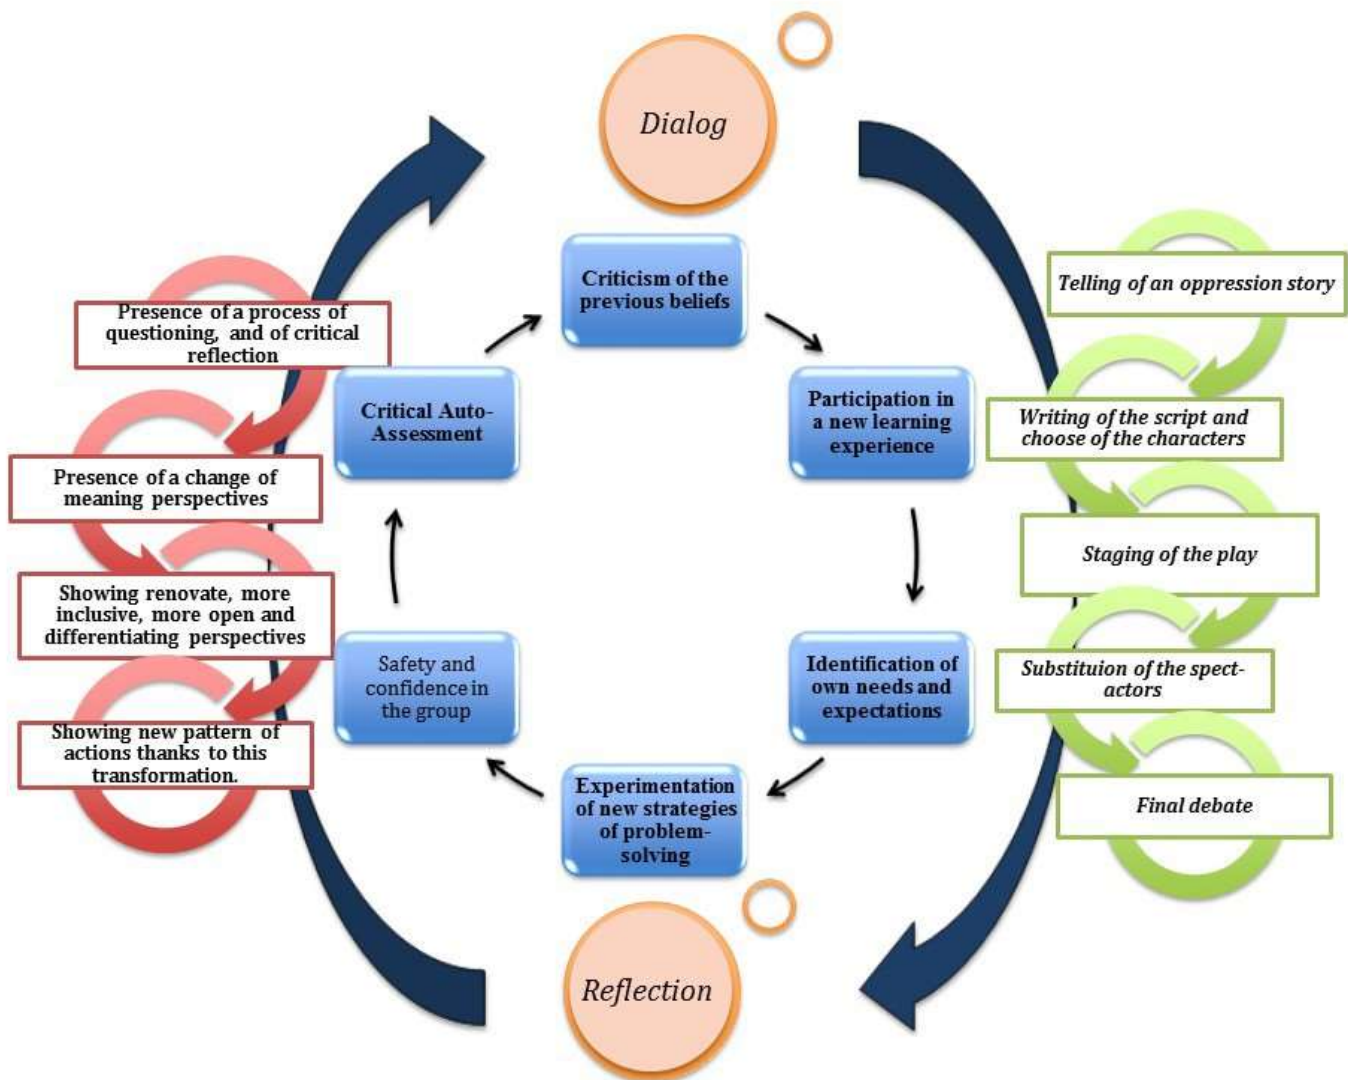 Dialog
Criticism of the
previous beliefs
Participation in
a new learning
experience
Identification of
own needs and
expectations
Experimentation
of new strategies
of problem-
solving
Safety and
confidence in
the group
Critical Auto-
Assessment
Reflection
Telling of an oppression story
Writing of the script and
choose of the characters
Staging of the play
Substituion of the spect-
actors
Final debate
Presence of a process of
questioning, and of critical
reflection
Presence of a change of
meaning perspectives
Showing renovate, more
inclusive, more open and
differentiating perspectives
Showing new pattern of
actions thanks to this
transformation.